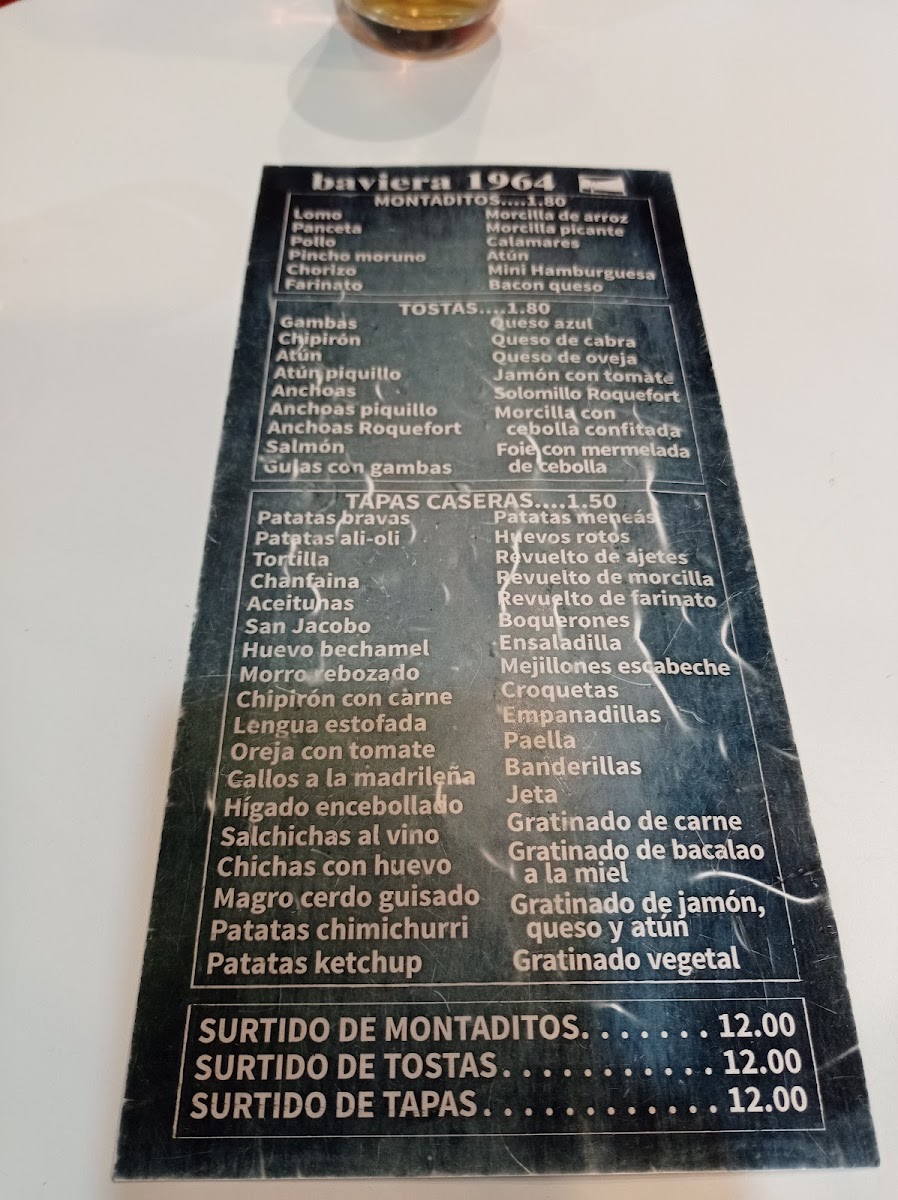 baviera 1964
MONTADITOS....1.80
Lomo
Panceta
Pollo
Pincho moruno
Chorizo
Farinato
Morcilla de arroz
Morcilla picante
Calamares
Atún
Mini Hamburguesa
Bacon queso
TOSTAS....1.80
Gambas
Chipirón
Atún
Atún piquillo
Anchoas
Anchoas piquillo
Anchoas Roquefort
Salmón
Gulas con gambas
Queso azul
Queso de cabra
Queso de oveja
Jamón con tomate
Solomillo Roquefort
Morcilla con
cebolla confitada
Foie con mermelada
de cebolla
TAPAS CASERAS....1.50
Patatas bravas
Patatas ali-oli
Tortilla
Chanfaina
Aceitunas
San Jacobo
Huevo bechamel
Morro rebozado
Chipirón con carne
Lengua estofada
Oreja con tomate
Callos a la madrileña
Hígado encebollado
Salchichas al vino
Chichas con huevo
Magro cerdo guisado
Patatas chimichurri
Patatas ketchup
Patatas meneás
Huevos rotos
Revuelto de ajetes
Revuelto de morcilla
Revuelto de farinato
Boquerones
Ensaladilla
Mejillones escabeche
Croquetas
Empanadillas
Paella
Banderillas
Jeta
Gratinado de carne
Gratinado de bacalao
a la miel
Gratinado de jamón,
queso y atún
Gratinado vegetal
SURTIDO DE MONTADITOS. . . . . . . 12.00
SURTIDO DE TOSTAS. . . . . . . . . . . . 12.00
SURTIDO DE TAPAS. . . . . . . . . . . . . 12.00